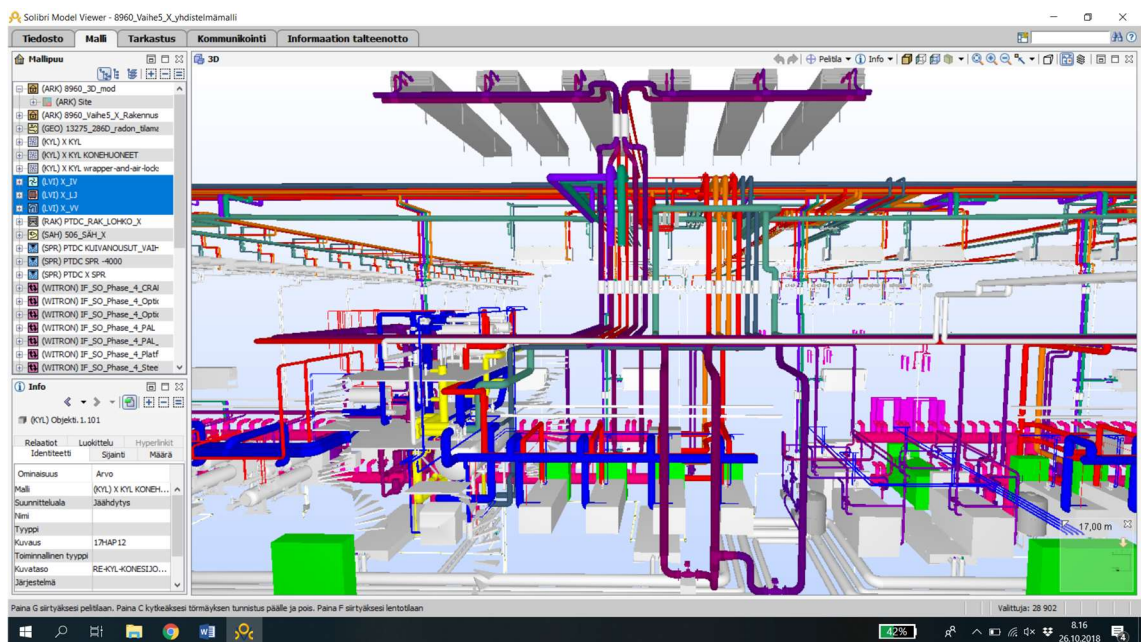 Solibri Model Viewer - 8960_Vaihe5_X_yhdistelmämalli
Tiedosto Malli Tarkastus Kommunikointi Informaation talteenotto
Mallipuu
3D
Pelitila
Info
(ARK) 8960_3D_mod
(ARK) Site
(ARK) 8960_Vaihe5_X_Rakennus
(GEO) 13275_286D_radon_tilama
(KYL) X KYL
(KYL) X KYL KONEHUONEET
(KYL) X KYL wrapper-and-air-lock
(LVI) X_IV
(LVI) X_LJ
(LVI) X_VV
(RAK) PTDC_RAK_LOHKO_X
(SÄH) 506_SÄH_X
(SPR) PTDC KUIVANOUSUT_VAIH
(SPR) PTDC SPR -4000
(SPR) PTDC X SPR
(WITRON) IF_SO_Phase_4_CRAI
(WITRON) IF_SO_Phase_4_Optic
(WITRON) IF_SO_Phase_4_Optic
(WITRON) IF_SO_Phase_4_PAL
(WITRON) IF_SO_Phase_4_PAL_
(WITRON) IF_SO_Phase_4_Platf
(WITRON) IF_SO_Phase_4_Stee
Info
(KYL) Objekti.1.101
Relaatiot Luokittelu Hyperlinkit
Identiteetti Sijainti Määrä
Ominaisuus Arvo
Malli (KYL) X KYL KONEH...
Suunnitteluala Jäähdytys
Nimi
Tyyppi
Kuvaus 17HAP12
Toiminnallinen tyyppi
Kuvataso RE-KYL-KONESIJO...
Järjestelmä
17,00 m
Paina G siirtyäksesi pelitilaan. Paina C kytkeäksesi törmäyksen tunnistus päälle ja pois. Paina F siirtyäksesi lentotilaan
Valittuja: 28 902
42%
8.16
26.10.2018
4